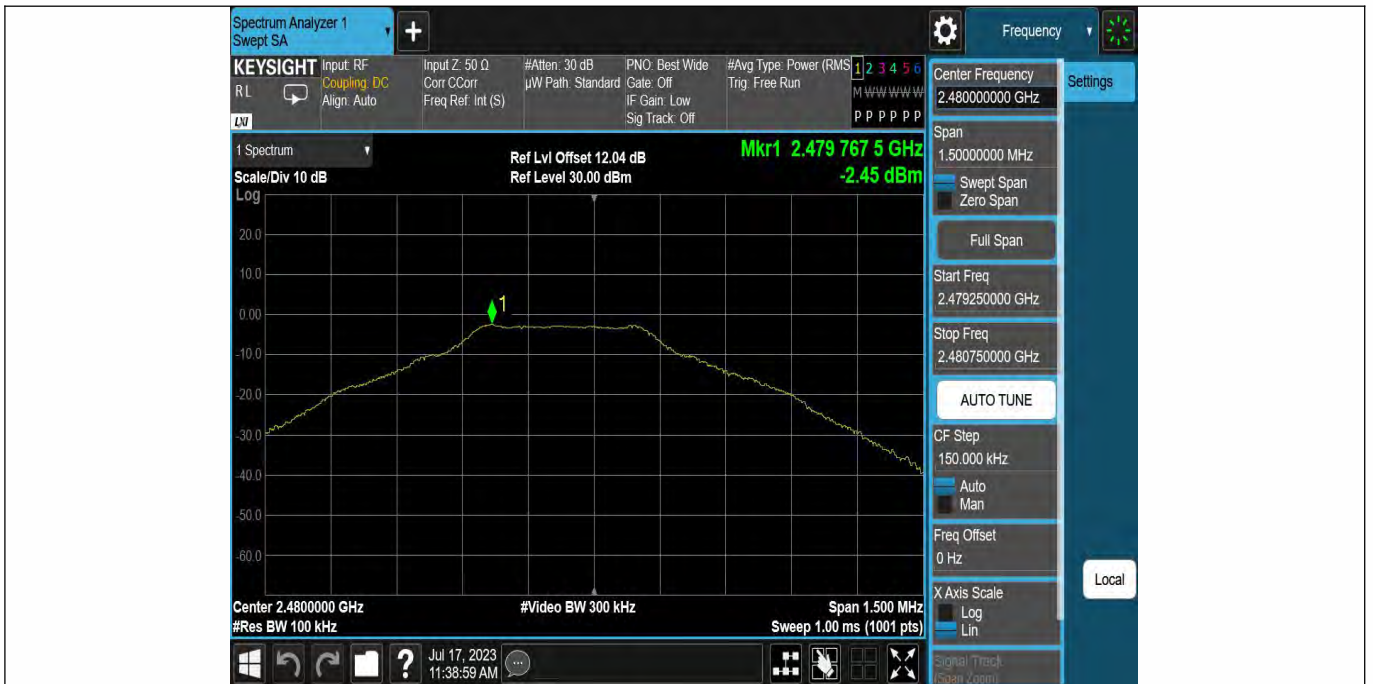 Spectrum Analyzer 1
Swept SA
+
Frequency
KEYSIGHT
RL
LXI
Input: RF
Coupling: DC
Align: Auto
Input Z: 50 Ω
Corr CCorr
Freq Ref: Int (S)
#Atten: 30 dB
µW Path: Standard
PNO: Best Wide
Gate: Off
IF Gain: Low
Sig Track: Off
#Avg Type: Power (RMS
Trig: Free Run
1 2 3 4 5 6
M W W W W W
P P P P P P
1 Spectrum
Scale/Div 10 dB
Ref Lvl Offset 12.04 dB
Ref Level 30.00 dBm
Mkr1 2.479 767 5 GHz
-2.45 dBm
Log
20.0
10.0
0.00
-10.0
-20.0
-30.0
-40.0
-50.0
-60.0
1
Center 2.4800000 GHz
#Res BW 100 kHz
#Video BW 300 kHz
Span 1.500 MHz
Sweep 1.00 ms (1001 pts)
Center Frequency
2.480000000 GHz
Settings
Span
1.50000000 MHz
Swept Span
Zero Span
Full Span
Start Freq
2.479250000 GHz
Stop Freq
2.480750000 GHz
AUTO TUNE
CF Step
150.000 kHz
Auto
Man
Freq Offset
0 Hz
X Axis Scale
Log
Lin
Signal Track
(Span Zoom)
Local
?
Jul 17, 2023
11:38:59 AM